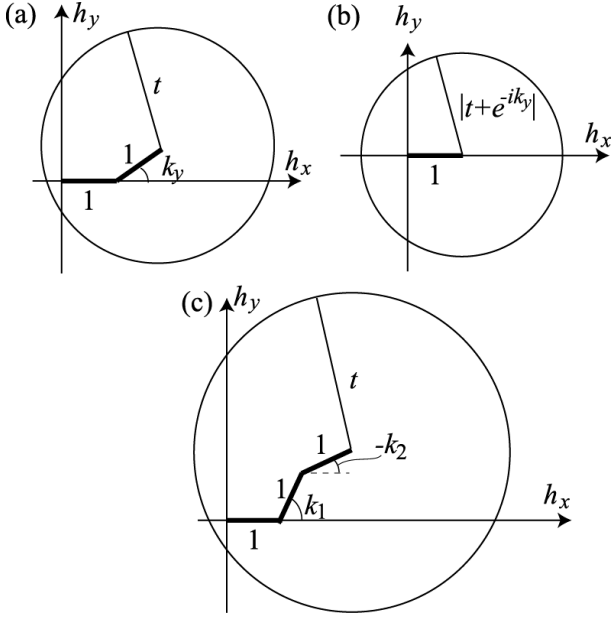 (a)
h_y
t
1
k_y
h_x
1
(b)
h_y
|t+e^{-ik_y}|
h_x
1
(c)
h_y
t
1
-k_2
1
k_1
h_x
1